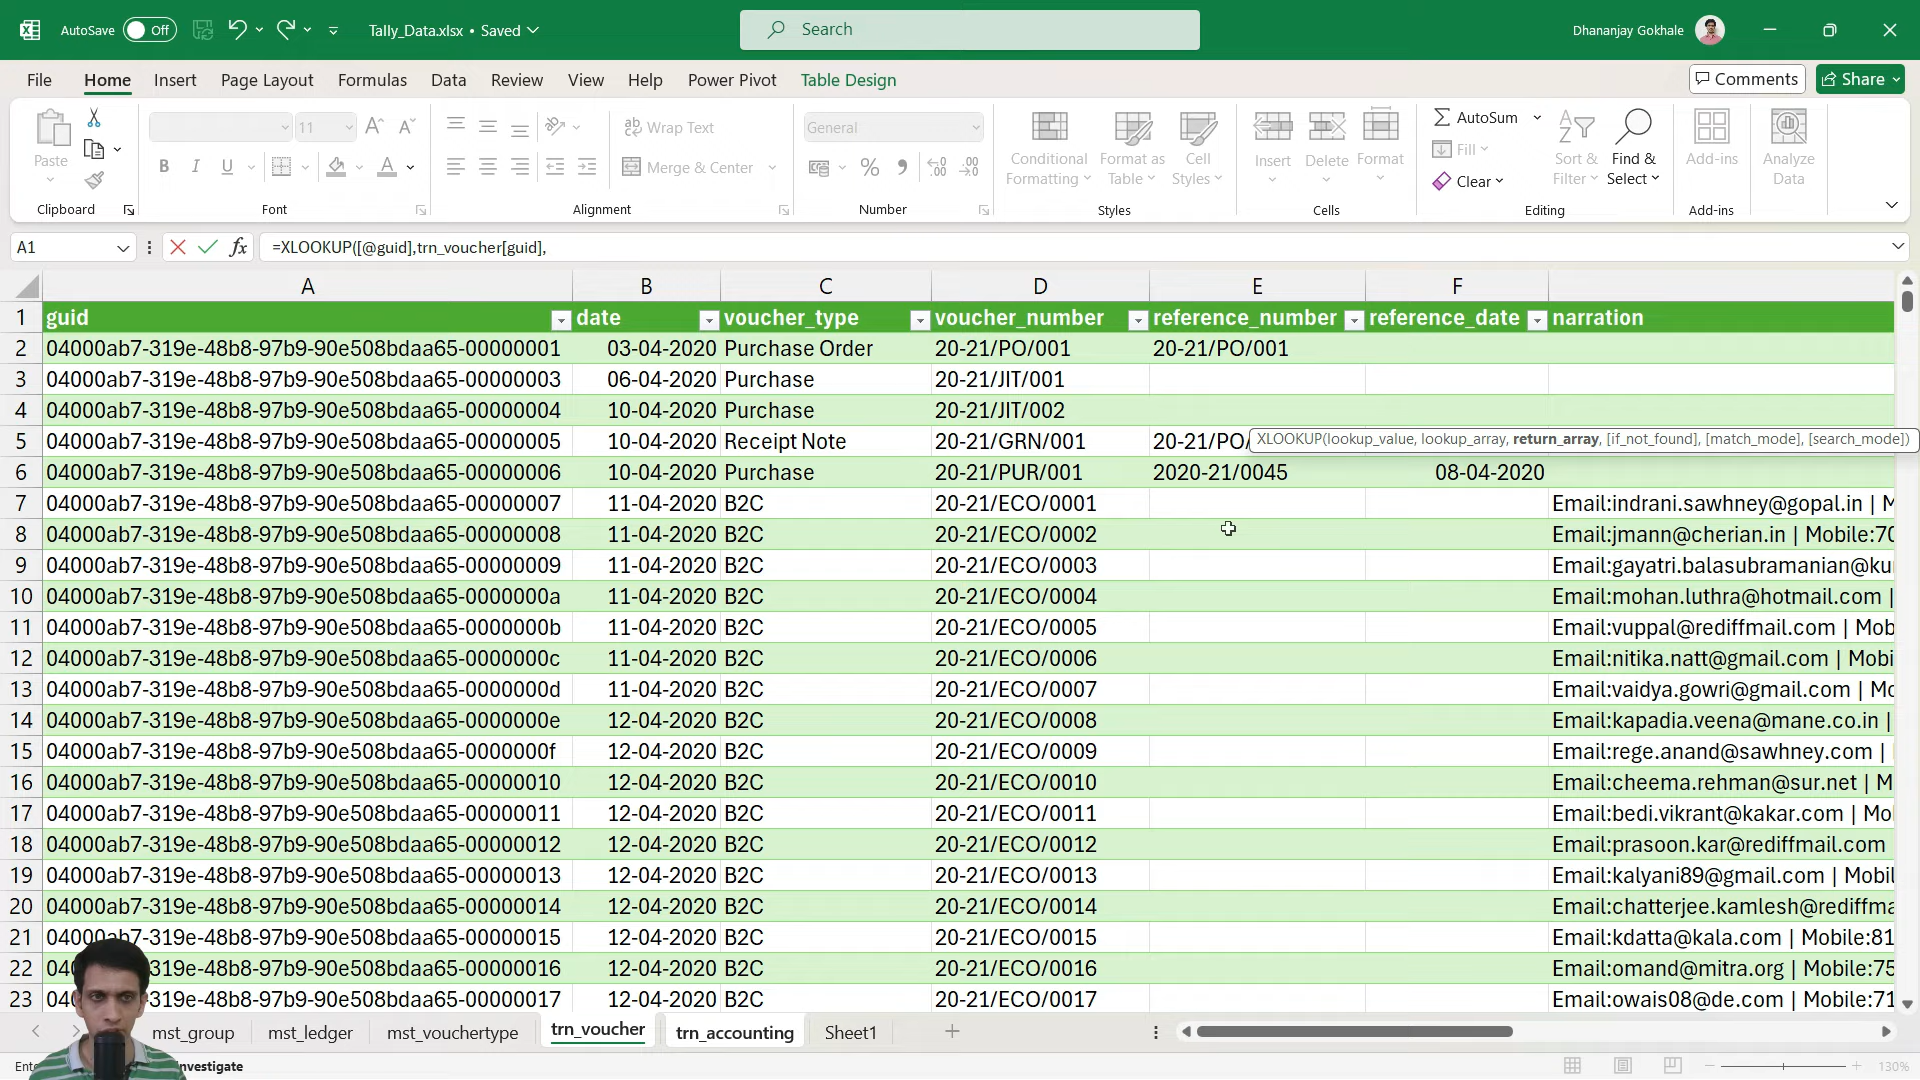 AutoSave Off Tally_Data.xlsx • Saved Search Dhananjay Gokhale
File Home Insert Page Layout Formulas Data Review View Help Power Pivot Table Design Comments Share
Paste 11 Wrap Text General Conditional Formatting Format as Table Cell Styles Insert Delete Format AutoSum Sort & Filter Find & Select Add-ins Analyze Data
B I U Merge & Center % Fill
Clear
Clipboard Font Alignment Number Styles Cells Editing Add-ins
A1 fx =XLOOKUP([@guid],trn_voucher[guid],
A B C D E F
1 guid date voucher_type voucher_number reference_number reference_date narration
2 04000ab7-319e-48b8-97b9-90e508bdaa65-00000001 03-04-2020 Purchase Order 20-21/PO/001 20-21/PO/001
3 04000ab7-319e-48b8-97b9-90e508bdaa65-00000003 06-04-2020 Purchase 20-21/JIT/001
4 04000ab7-319e-48b8-97b9-90e508bdaa65-00000004 10-04-2020 Purchase 20-21/JIT/002
5 04000ab7-319e-48b8-97b9-90e508bdaa65-00000005 10-04-2020 Receipt Note 20-21/GRN/001 20-21/PO/ XLOOKUP(lookup_value, lookup_array, return_array, [if_not_found], [match_mode], [search_mode])
6 04000ab7-319e-48b8-97b9-90e508bdaa65-00000006 10-04-2020 Purchase 20-21/PUR/001 2020-21/0045 08-04-2020
7 04000ab7-319e-48b8-97b9-90e508bdaa65-00000007 11-04-2020 B2C 20-21/ECO/0001 Email:indrani.sawhney@gopal.in | M
8 04000ab7-319e-48b8-97b9-90e508bdaa65-00000008 11-04-2020 B2C 20-21/ECO/0002 Email:jmann@cherian.in | Mobile:70
9 04000ab7-319e-48b8-97b9-90e508bdaa65-00000009 11-04-2020 B2C 20-21/ECO/0003 Email:gayatri.balasubramanian@ku
10 04000ab7-319e-48b8-97b9-90e508bdaa65-0000000a 11-04-2020 B2C 20-21/ECO/0004 Email:mohan.luthra@hotmail.com |
11 04000ab7-319e-48b8-97b9-90e508bdaa65-0000000b 11-04-2020 B2C 20-21/ECO/0005 Email:vuppal@rediffmail.com | Mob
12 04000ab7-319e-48b8-97b9-90e508bdaa65-0000000c 11-04-2020 B2C 20-21/ECO/0006 Email:nitika.natt@gmail.com | Mobi
13 04000ab7-319e-48b8-97b9-90e508bdaa65-0000000d 11-04-2020 B2C 20-21/ECO/0007 Email:vaidya.gowri@gmail.com | Mo
14 04000ab7-319e-48b8-97b9-90e508bdaa65-0000000e 12-04-2020 B2C 20-21/ECO/0008 Email:kapadia.veena@mane.co.in |
15 04000ab7-319e-48b8-97b9-90e508bdaa65-0000000f 12-04-2020 B2C 20-21/ECO/0009 Email:rege.anand@sawhney.com |
16 04000ab7-319e-48b8-97b9-90e508bdaa65-00000010 12-04-2020 B2C 20-21/ECO/0010 Email:cheema.rehman@sur.net | M
17 04000ab7-319e-48b8-97b9-90e508bdaa65-00000011 12-04-2020 B2C 20-21/ECO/0011 Email:bedi.vikrant@kakar.com | Mo
18 04000ab7-319e-48b8-97b9-90e508bdaa65-00000012 12-04-2020 B2C 20-21/ECO/0012 Email:prasoon.kar@rediffmail.com
19 04000ab7-319e-48b8-97b9-90e508bdaa65-00000013 12-04-2020 B2C 20-21/ECO/0013 Email:kalyani89@gmail.com | Mobil
20 04000ab7-319e-48b8-97b9-90e508bdaa65-00000014 12-04-2020 B2C 20-21/ECO/0014 Email:chatterjee.kamlesh@rediffma
21 04000ab7-319e-48b8-97b9-90e508bdaa65-00000015 12-04-2020 B2C 20-21/ECO/0015 Email:kdatta@kala.com | Mobile:81
22 -319e-48b8-97b9-90e508bdaa65-00000016 12-04-2020 B2C 20-21/ECO/0016 Email:omand@mitra.org | Mobile:75
23 -319e-48b8-97b9-90e508bdaa65-00000017 12-04-2020 B2C 20-21/ECO/0017 Email:owais08@de.com | Mobile:71
mst_group mst_ledger mst_vouchertype trn_voucher trn_accounting Sheet1
nvestigate 130%